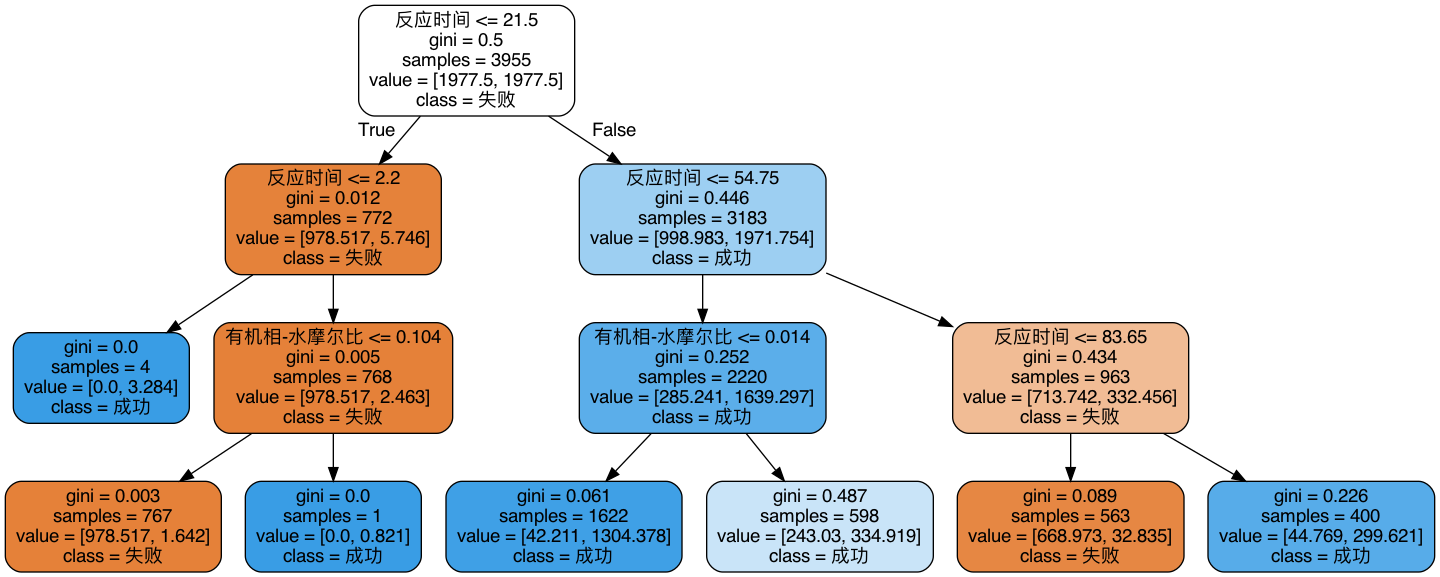 反应时间 <= 21.5
gini = 0.5
samples = 3955
value = [1977.5, 1977.5]
class = 失败
True
False
反应时间 <= 2.2
gini = 0.012
samples = 772
value = [978.517, 5.746]
class = 失败
反应时间 <= 54.75
gini = 0.446
samples = 3183
value = [998.983, 1971.754]
class = 成功
gini = 0.0
samples = 4
value = [0.0, 3.284]
class = 成功
有机相-水摩尔比 <= 0.104
gini = 0.005
samples = 768
value = [978.517, 2.463]
class = 失败
有机相-水摩尔比 <= 0.014
gini = 0.252
samples = 2220
value = [285.241, 1639.297]
class = 成功
反应时间 <= 83.65
gini = 0.434
samples = 963
value = [713.742, 332.456]
class = 失败
gini = 0.003
samples = 767
value = [978.517, 1.642]
class = 失败
gini = 0.0
samples = 1
value = [0.0, 0.821]
class = 成功
gini = 0.061
samples = 1622
value = [42.211, 1304.378]
class = 成功
gini = 0.487
samples = 598
value = [243.03, 334.919]
class = 成功
gini = 0.089
samples = 563
value = [668.973, 32.835]
class = 失败
gini = 0.226
samples = 400
value = [44.769, 299.621]
class = 成功